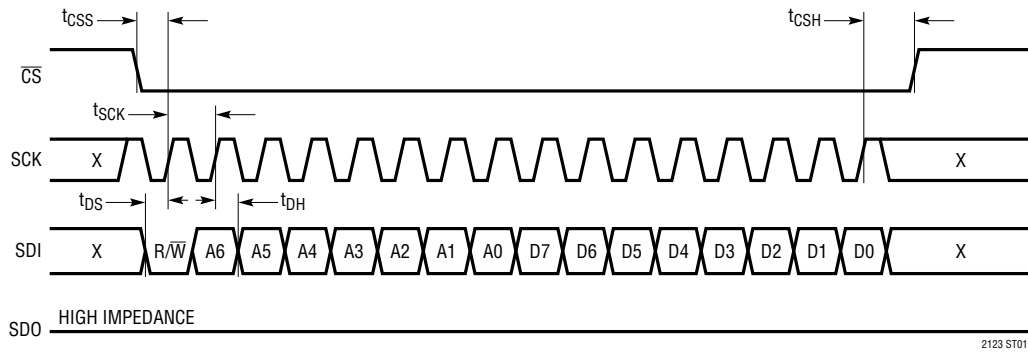 tCSS
tCSH
CS
tSCK
SCK X X
tDS tDH
SDI X R/W A6 A5 A4 A3 A2 A1 A0 D7 D6 D5 D4 D3 D2 D1 D0 X
HIGH IMPEDANCE
SDO
2123 ST01